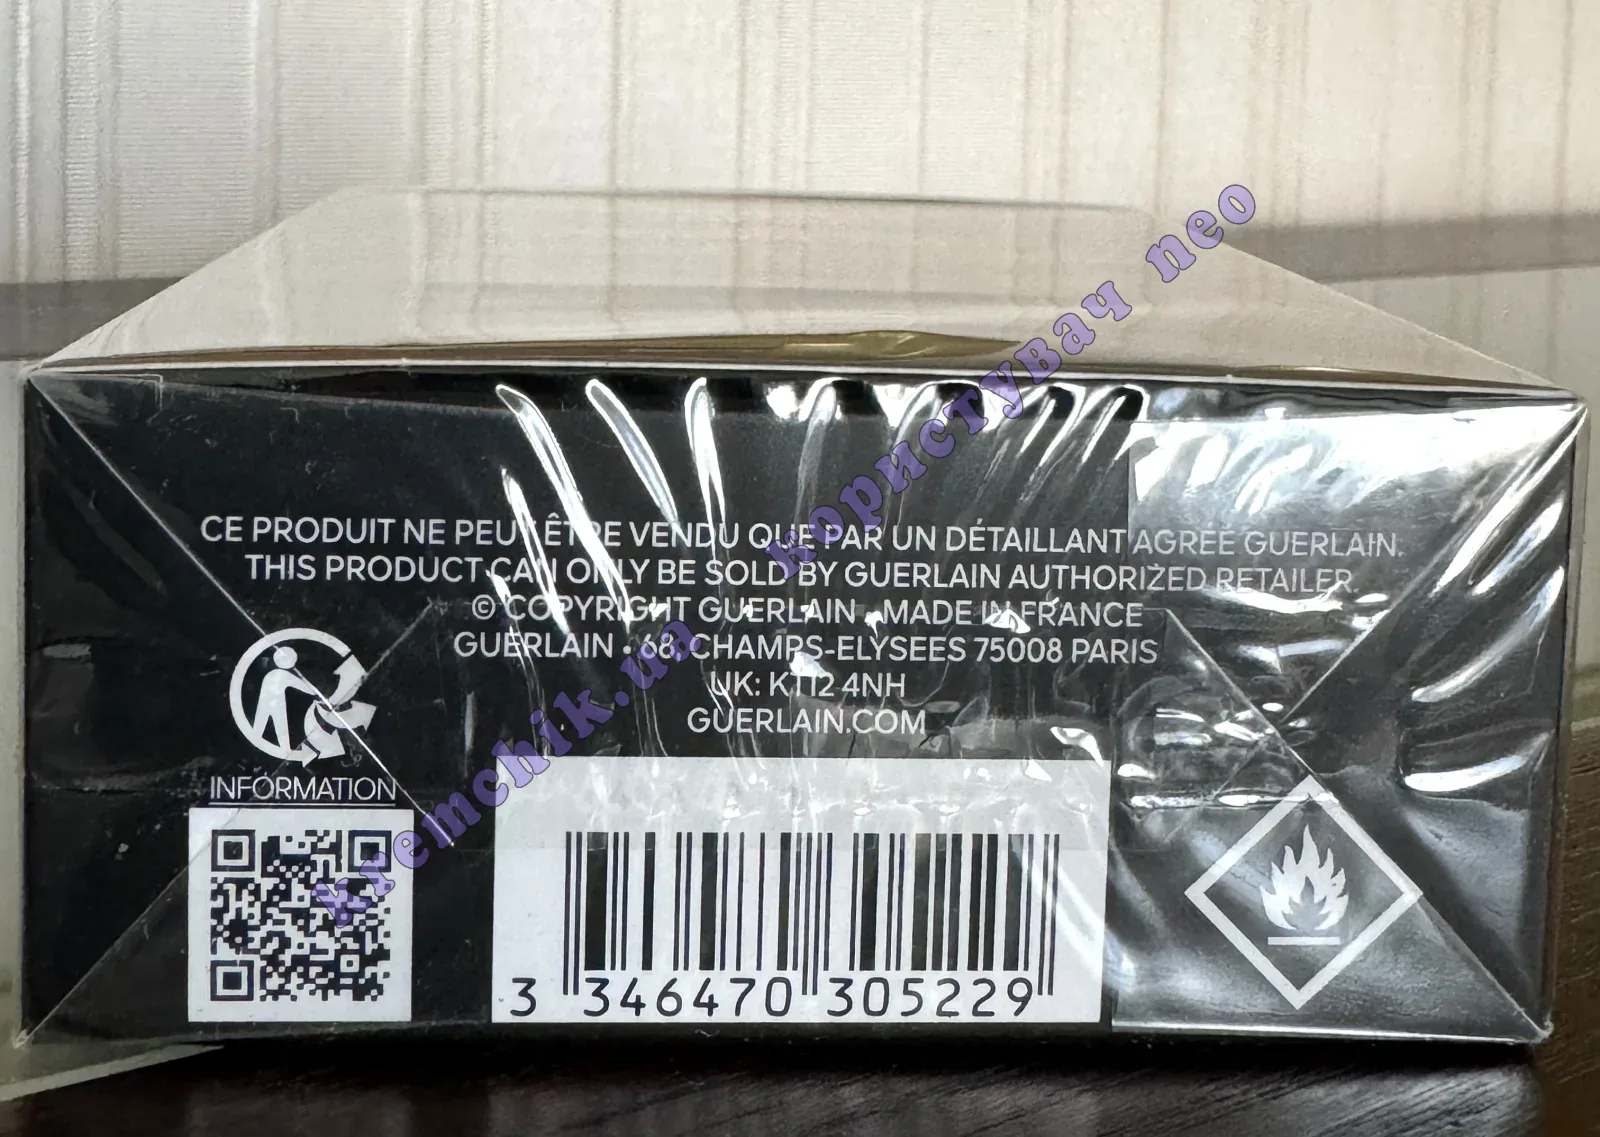 CE PRODUIT NE PEUT ÊTRE VENDU QUE PAR UN DÉTAILLANT AGRÉÉ GUERLAIN.
THIS PRODUCT CAN ONLY BE SOLD BY GUERLAIN AUTHORIZED RETAILER.
© COPYRIGHT GUERLAIN • MADE IN FRANCE
GUERLAIN • 68, CHAMPS-ELYSEES 75008 PARIS
UK: KT12 4NH
GUERLAIN.COM
INFORMATION
3 346470 305229
kremchik.ua користувач neo